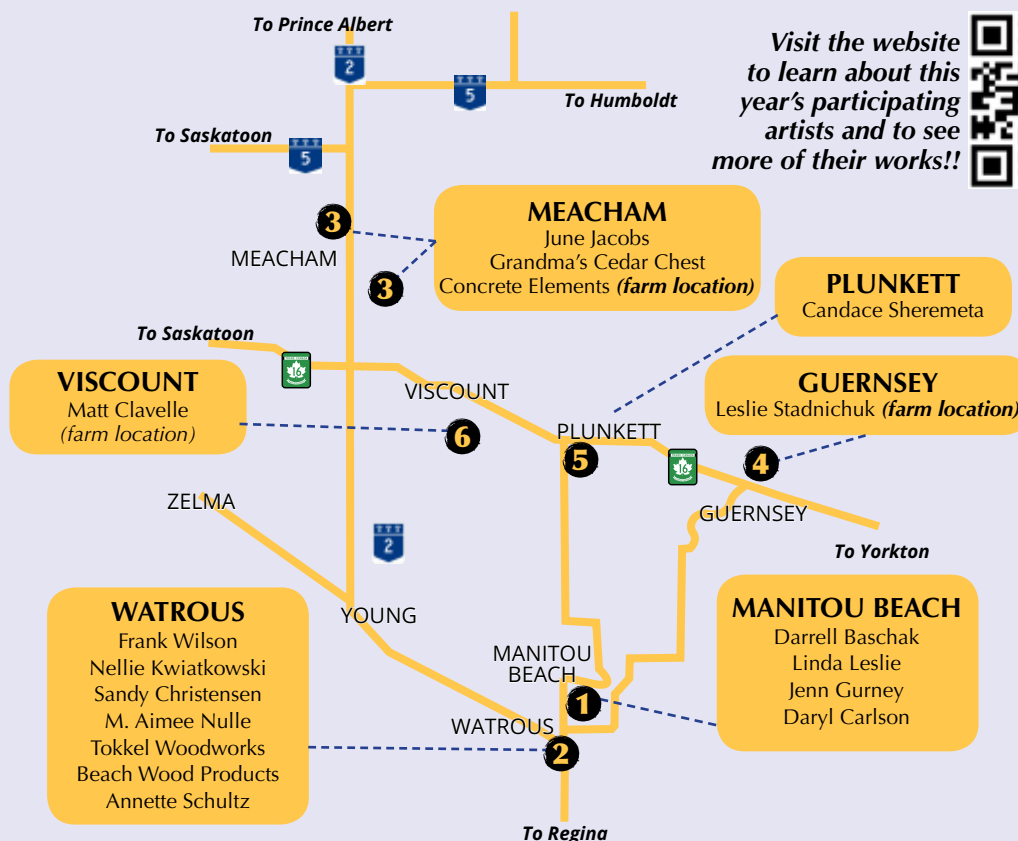 To Prince Albert
2
5
To Humboldt
To Saskatoon
5
Visit the website
to learn about this
year's participating
artists and to see
more of their works!!
3
MEACHAM
3
MEACHAM
June Jacobs
Grandma's Cedar Chest
Concrete Elements (farm location)
PLUNKETT
Candace Sheremeta
To Saskatoon
16
VISCOUNT
Matt Clavelle
(farm location)
VISCOUNT
6
GUERNSEY
Leslie Stadnichuk (farm location)
PLUNKETT
5
16
4
GUERNSEY
To Yorkton
ZELMA
2
YOUNG
WATROUS
Frank Wilson
Nellie Kwiatkowski
Sandy Christensen
M. Aimee Nulle
Tokkel Woodworks
Beach Wood Products
Annette Schultz
MANITOU
BEACH
1
WATROUS
2
MANITOU BEACH
Darrell Baschak
Linda Leslie
Jenn Gurney
Daryl Carlson
To Regina